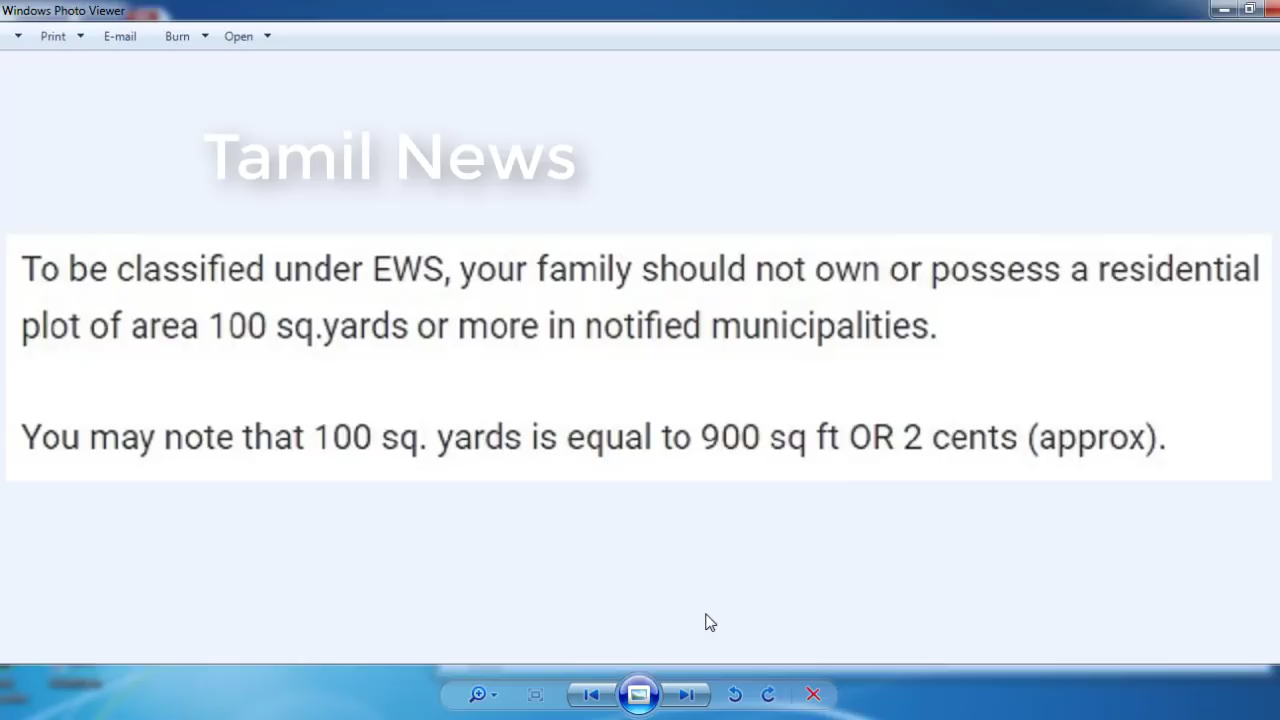 Windows Photo Viewer
Print E-mail Burn Open
Tamil News
To be classified under EWS, your family should not own or possess a residential
plot of area 100 sq.yards or more in notified municipalities.
You may note that 100 sq. yards is equal to 900 sq ft OR 2 cents (approx).